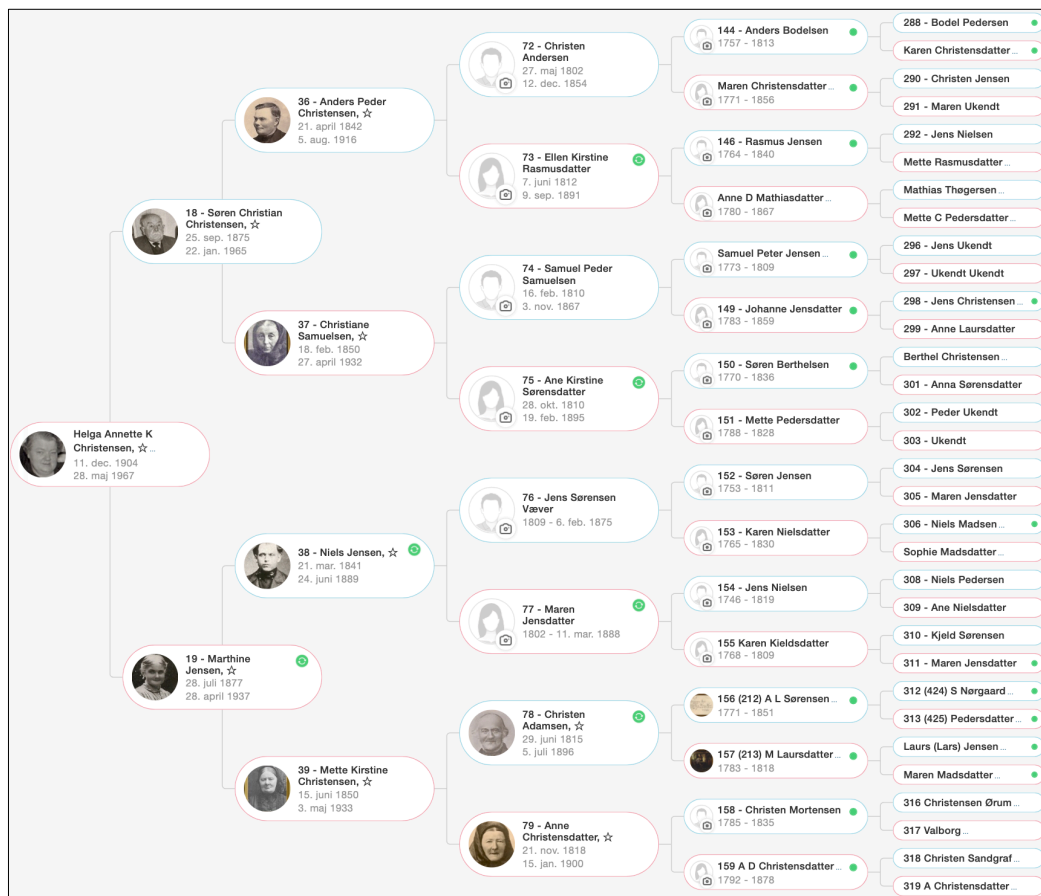 Helga Annette K
Christensen, ☆ ...
11. dec. 1904
28. maj 1967
18 - Søren Christian
Christensen, ☆
25. sep. 1875
22. jan. 1965
19 - Marthine
Jensen, ☆
28. juli 1877
28. april 1937
36 - Anders Peder
Christensen, ☆
21. april 1842
5. aug. 1916
37 - Christiane
Samuelsen, ☆
18. feb. 1850
27. april 1932
38 - Niels Jensen, ☆
21. mar. 1841
24. juni 1889
39 - Mette Kirstine
Christensen, ☆
15. juni 1850
3. maj 1933
72 - Christen
Andersen
27. maj 1802
12. dec. 1854
73 - Ellen Kirstine
Rasmusdatter
7. juni 1812
9. sep. 1891
74 - Samuel Peder
Samuelsen
16. feb. 1810
3. nov. 1867
75 - Ane Kirstine
Sørensdatter
28. okt. 1810
19. feb. 1895
76 - Jens Sørensen
Væver
1809 - 6. feb. 1875
77 - Maren
Jensdatter
1802 - 11. mar. 1888
78 - Christen
Adamsen, ☆
29. juni 1815
5. juli 1896
79 - Anne
Christensdatter, ☆
21. nov. 1818
15. jan. 1900
144 - Anders Bodelsen
1757 - 1813
Maren Christensdatter ...
1771 - 1856
146 - Rasmus Jensen
1764 - 1840
Anne D Mathiasdatter ...
1780 - 1867
Samuel Peter Jensen ...
1773 - 1809
149 - Johanne Jensdatter
1783 - 1859
150 - Søren Berthelsen
1770 - 1836
151 - Mette Pedersdatter
1788 - 1828
152 - Søren Jensen
1753 - 1811
153 - Karen Nielsdatter
1765 - 1830
154 - Jens Nielsen
1746 - 1819
155 Karen Kieldsdatter
1768 - 1809
156 (212) A L Sørensen ...
1771 - 1851
157 (213) M Laursdatter ...
1783 - 1818
158 - Christen Mortensen
1785 - 1835
159 A D Christensdatter ...
1792 - 1878
288 - Bodel Pedersen
Karen Christensdatter ...
290 - Christen Jensen
291 - Maren Ukendt
292 - Jens Nielsen
Mette Rasmusdatter ...
Mathias Thøgersen ...
Mette C Pedersdatter ...
296 - Jens Ukendt
297 - Ukendt Ukendt
298 - Jens Christensen ...
299 - Anne Laursdatter
Berthel Christensen ...
301 - Anna Sørensdatter
302 - Peder Ukendt
303 - Ukendt
304 - Jens Sørensen
305 - Maren Jensdatter
306 - Niels Madsen ...
Sophie Madsdatter ...
308 - Niels Pedersen
309 - Ane Nielsdatter
310 - Kjeld Sørensen
311 - Maren Jensdatter
312 (424) S Nørgaard ...
313 (425) Pedersdatter ...
Laurs (Lars) Jensen ...
Maren Madsdatter ...
316 Christensen Ørum ...
317 Valborg ...
318 Christen Sandgraf ...
319 A Christensdatter ...